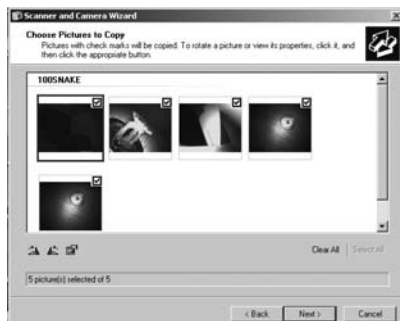 Scanner and Camera Wizard
Choose Pictures to Copy
Pictures with check marks will be copied. To rotate a picture or view its properties, click it, and
then click the appropriate button.
100SNAKE
Clear All
Select All
5 picture(s) selected of 5
< Back
Next >
Cancel